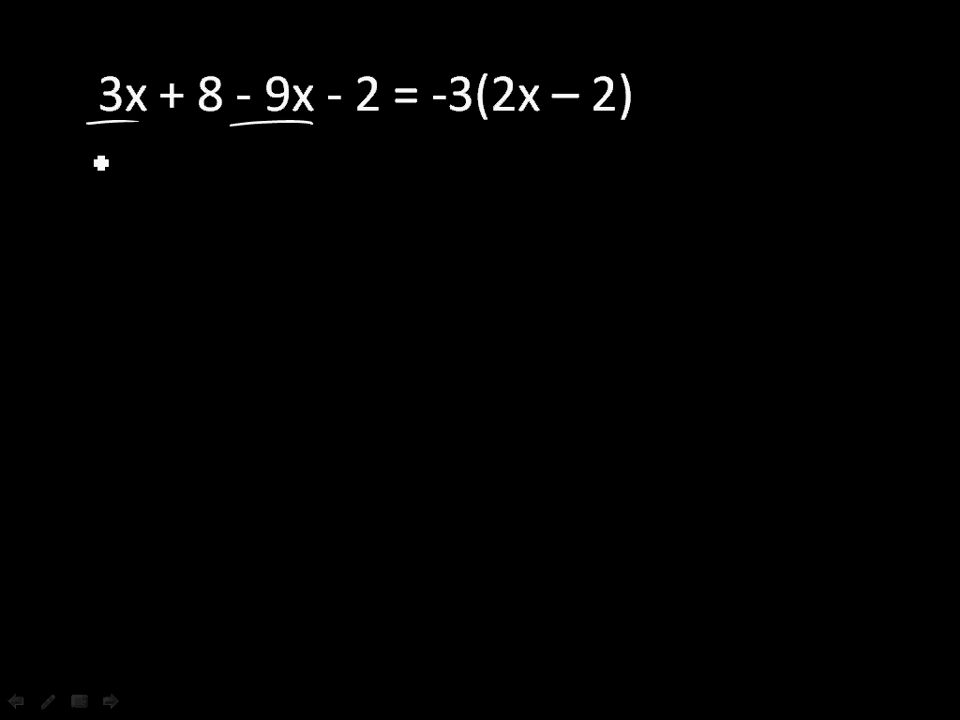 3x + 8 - 9x - 2 = -3(2x – 2)